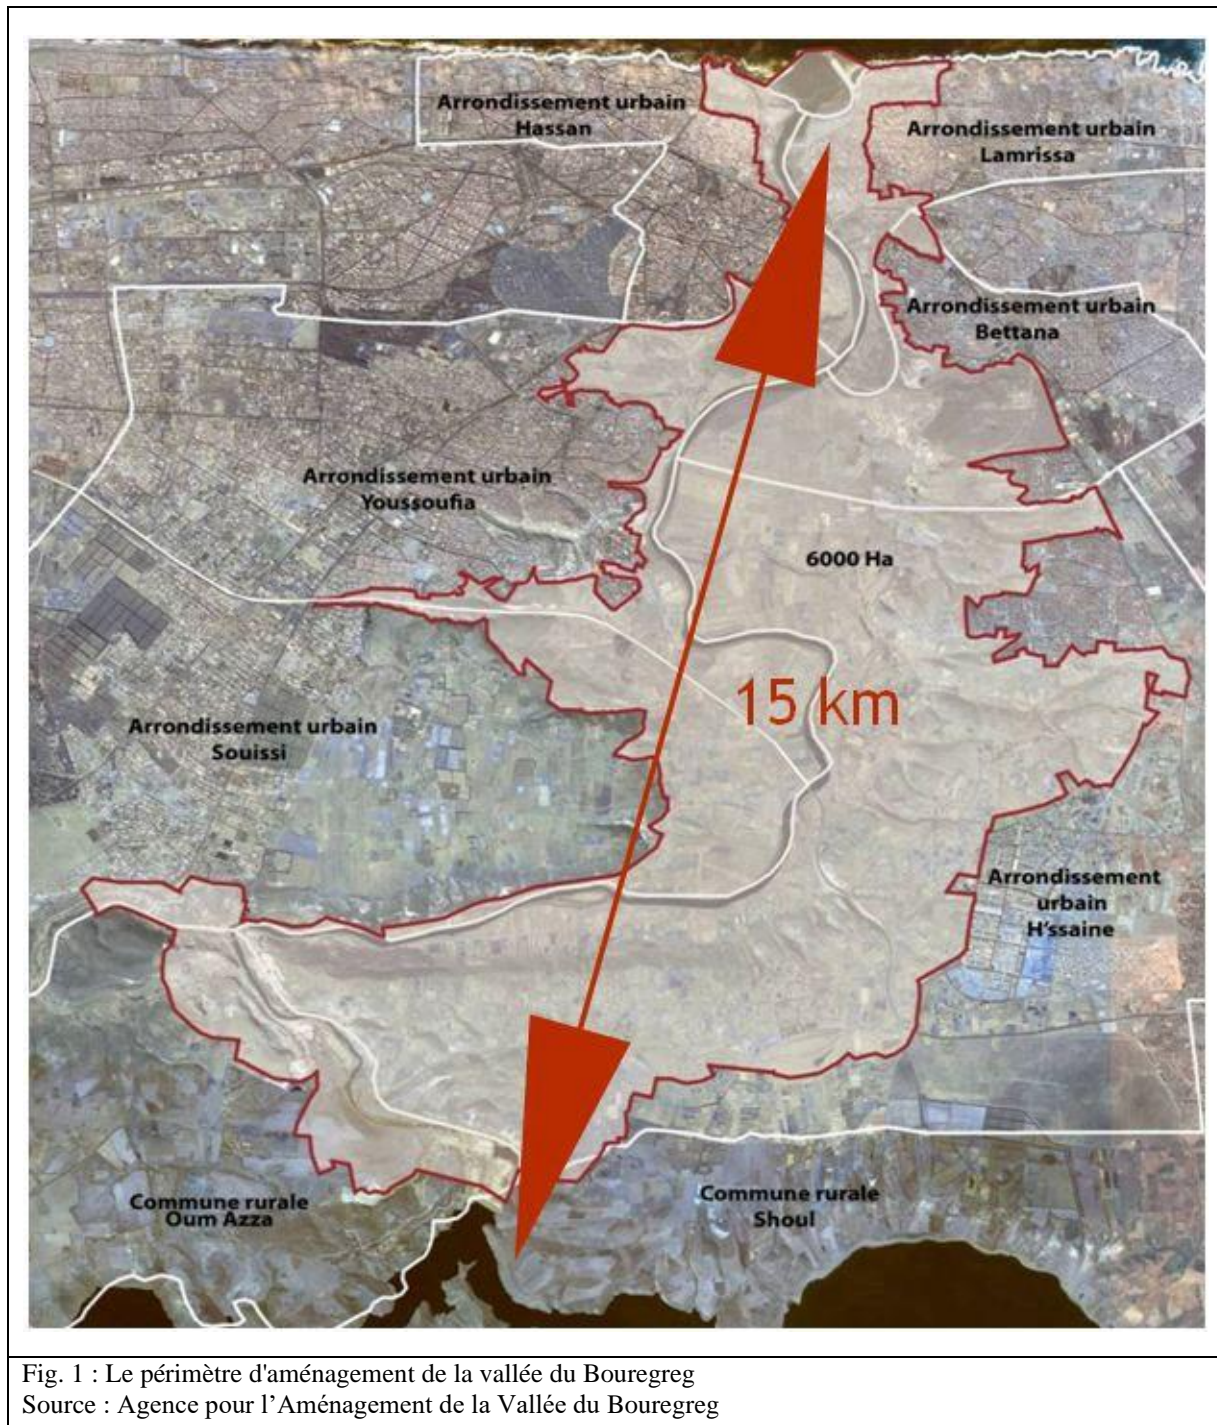 Arrondissement urbain
Hassan
Arrondissement urbain
Lamrissa
Arrondissement urbain
Bettana
Arrondissement urbain
Youssoufia
6000 Ha
15 km
Arrondissement urbain
Souissi
Arrondissement
urbain
H'ssaine
Commune rurale
Oum Azza
Commune rurale
Shoul
Fig. 1 : Le périmètre d'aménagement de la vallée du Bouregreg
Source : Agence pour l’Aménagement de la Vallée du Bouregreg